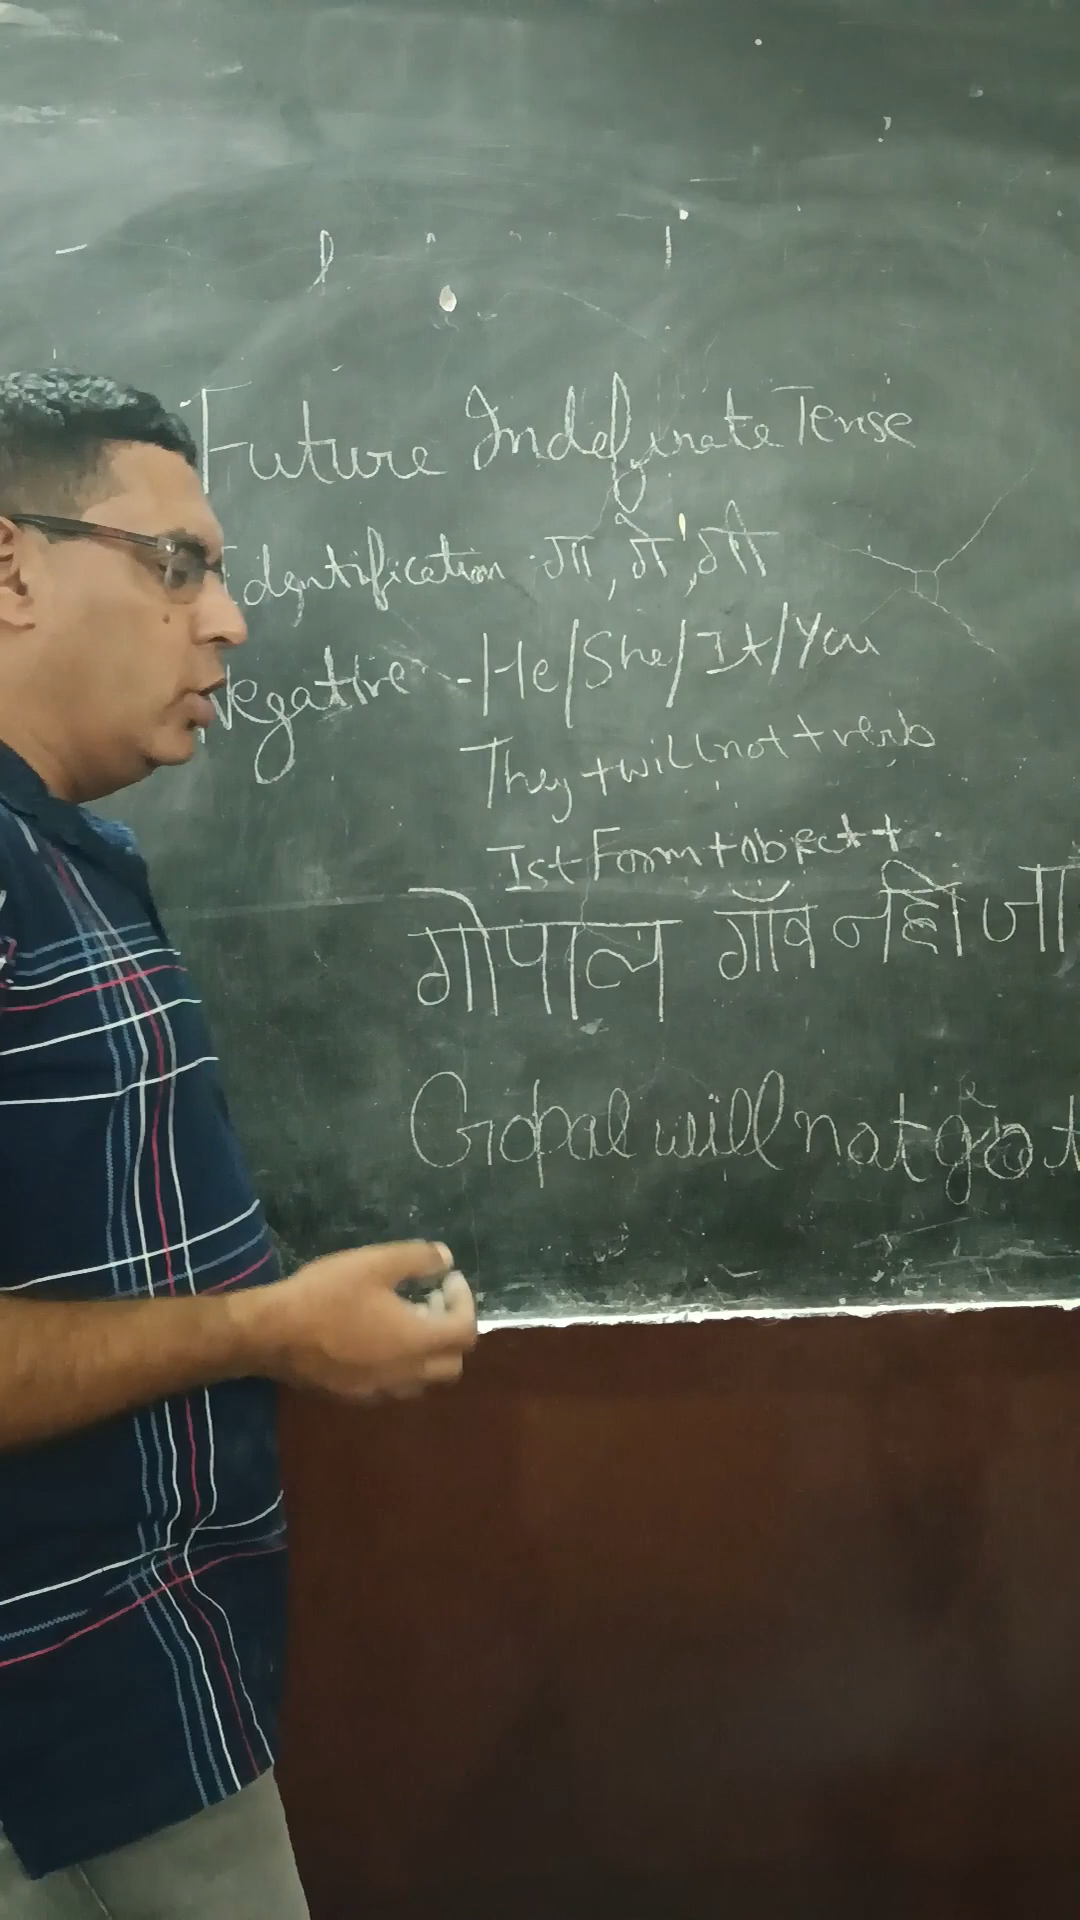 Future Indefinate Tense
Identification - गा, गे, गी
Negative - He/She/It/You
They + will not + verb
Ist Form + object +
गोपाल गाँव नहि जा
Gopal will not go t